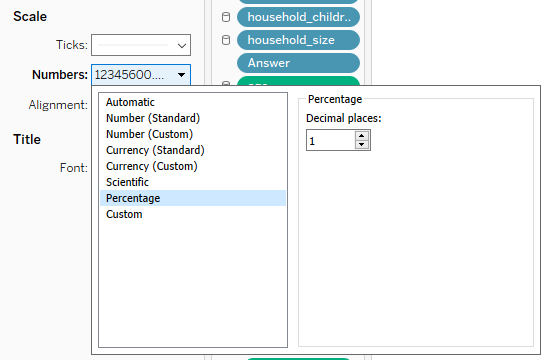 Scale
household_childr..
Ticks:
household_size
Numbers: 12345600....
Answer
Alignment:
Title
Font:
Automatic
Number (Standard)
Number (Custom)
Currency (Standard)
Currency (Custom)
Scientific
Percentage
Custom
Percentage
Decimal places:
1